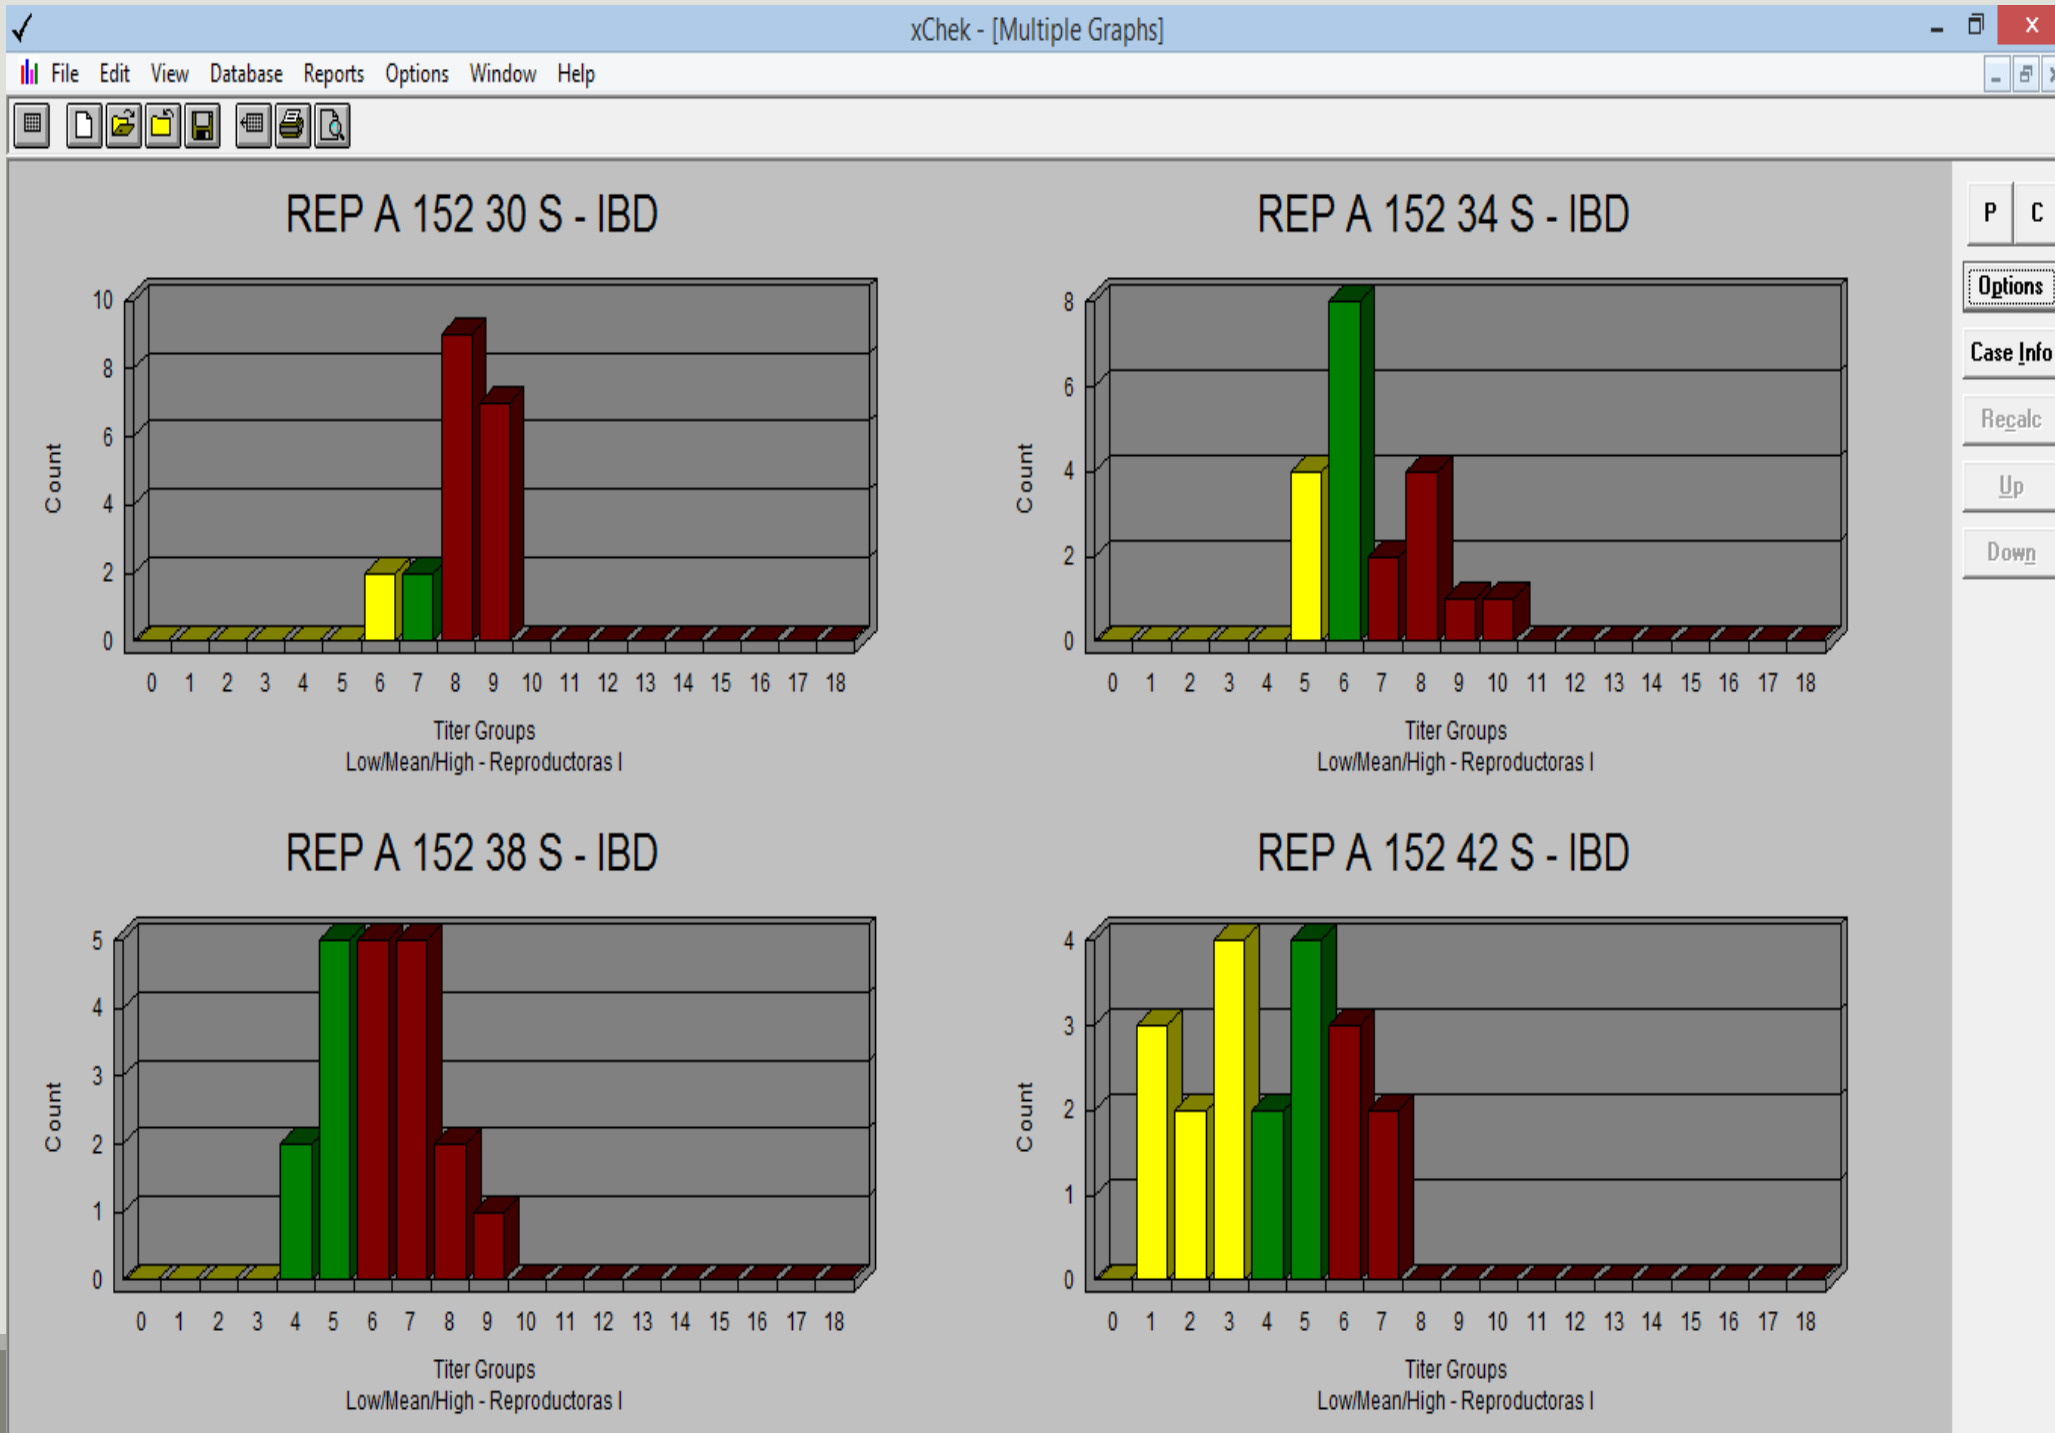 xChek - [Multiple Graphs]
File Edit View Database Reports Options Window Help
P C
Options
Case Info
Recalc
Up
Down
REP A 152 30 S - IBD
10
8
6
4
2
0
Count
0 1 2 3 4 5 6 7 8 9 10 11 12 13 14 15 16 17 18
Titer Groups
Low/Mean/High - Reproductoras I
REP A 152 34 S - IBD
8
6
4
2
0
Count
0 1 2 3 4 5 6 7 8 9 10 11 12 13 14 15 16 17 18
Titer Groups
Low/Mean/High - Reproductoras I
REP A 152 38 S - IBD
5
4
3
2
1
0
Count
0 1 2 3 4 5 6 7 8 9 10 11 12 13 14 15 16 17 18
Titer Groups
Low/Mean/High - Reproductoras I
REP A 152 42 S - IBD
4
3
2
1
0
Count
0 1 2 3 4 5 6 7 8 9 10 11 12 13 14 15 16 17 18
Titer Groups
Low/Mean/High - Reproductoras I